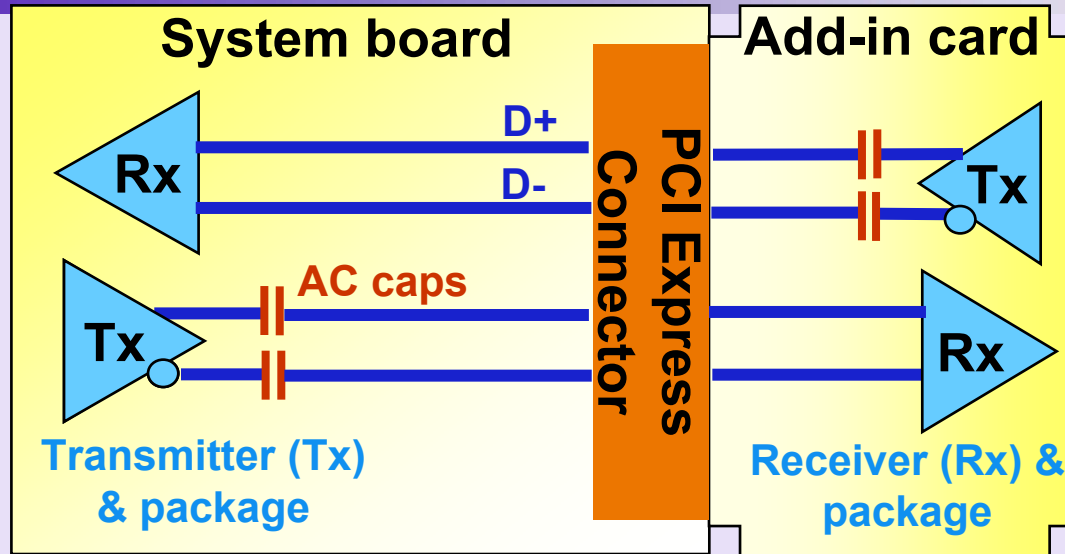 System board
Add-in card
D+
Rx
D-
Tx
PCI Express
Connector
AC caps
Tx
Rx
Transmitter (Tx)
& package
Receiver (Rx) &
package